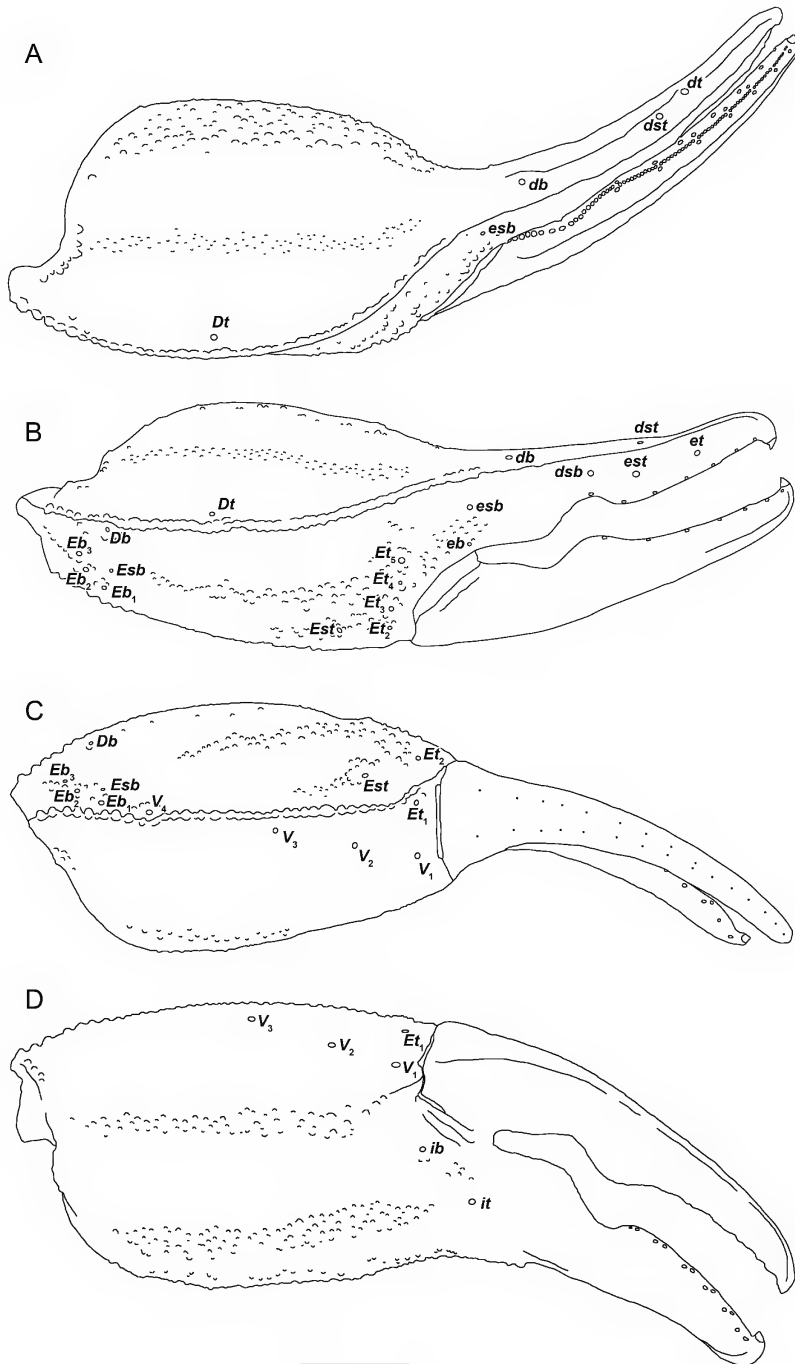 A
dt
dst
db
esb
Dt
B
dst
et
db
dsb
est
Dt
esb
Db
Eb3
eb
Et5
Esb
Eb2
Et4
Eb1
Et3
Est
Et2
C
Db
Et2
Eb3
Esb
Est
Eb2
Eb1
V4
Et1
V3
V2
V1
D
V3
Et1
V2
V1
ib
it